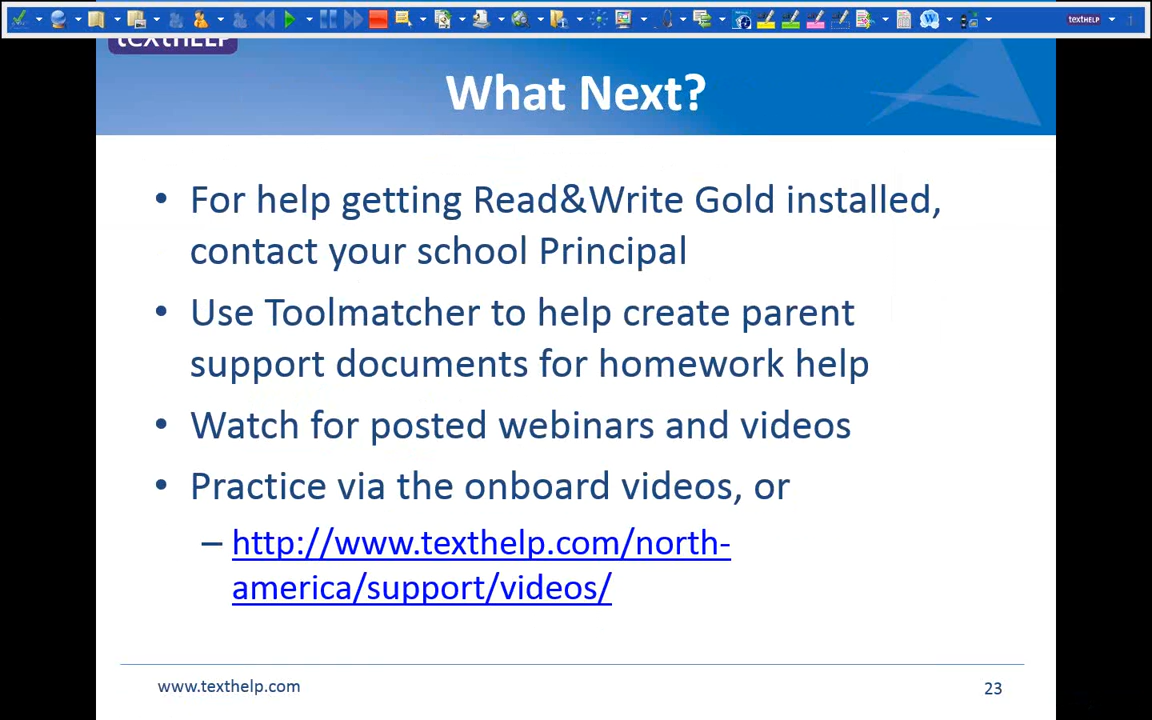 texthelp
texthelp
What Next?
• For help getting Read&Write Gold installed,
contact your school Principal
• Use Toolmatcher to help create parent
support documents for homework help
• Watch for posted webinars and videos
• Practice via the onboard videos, or
– http://www.texthelp.com/north-
america/support/videos/
www.texthelp.com
23